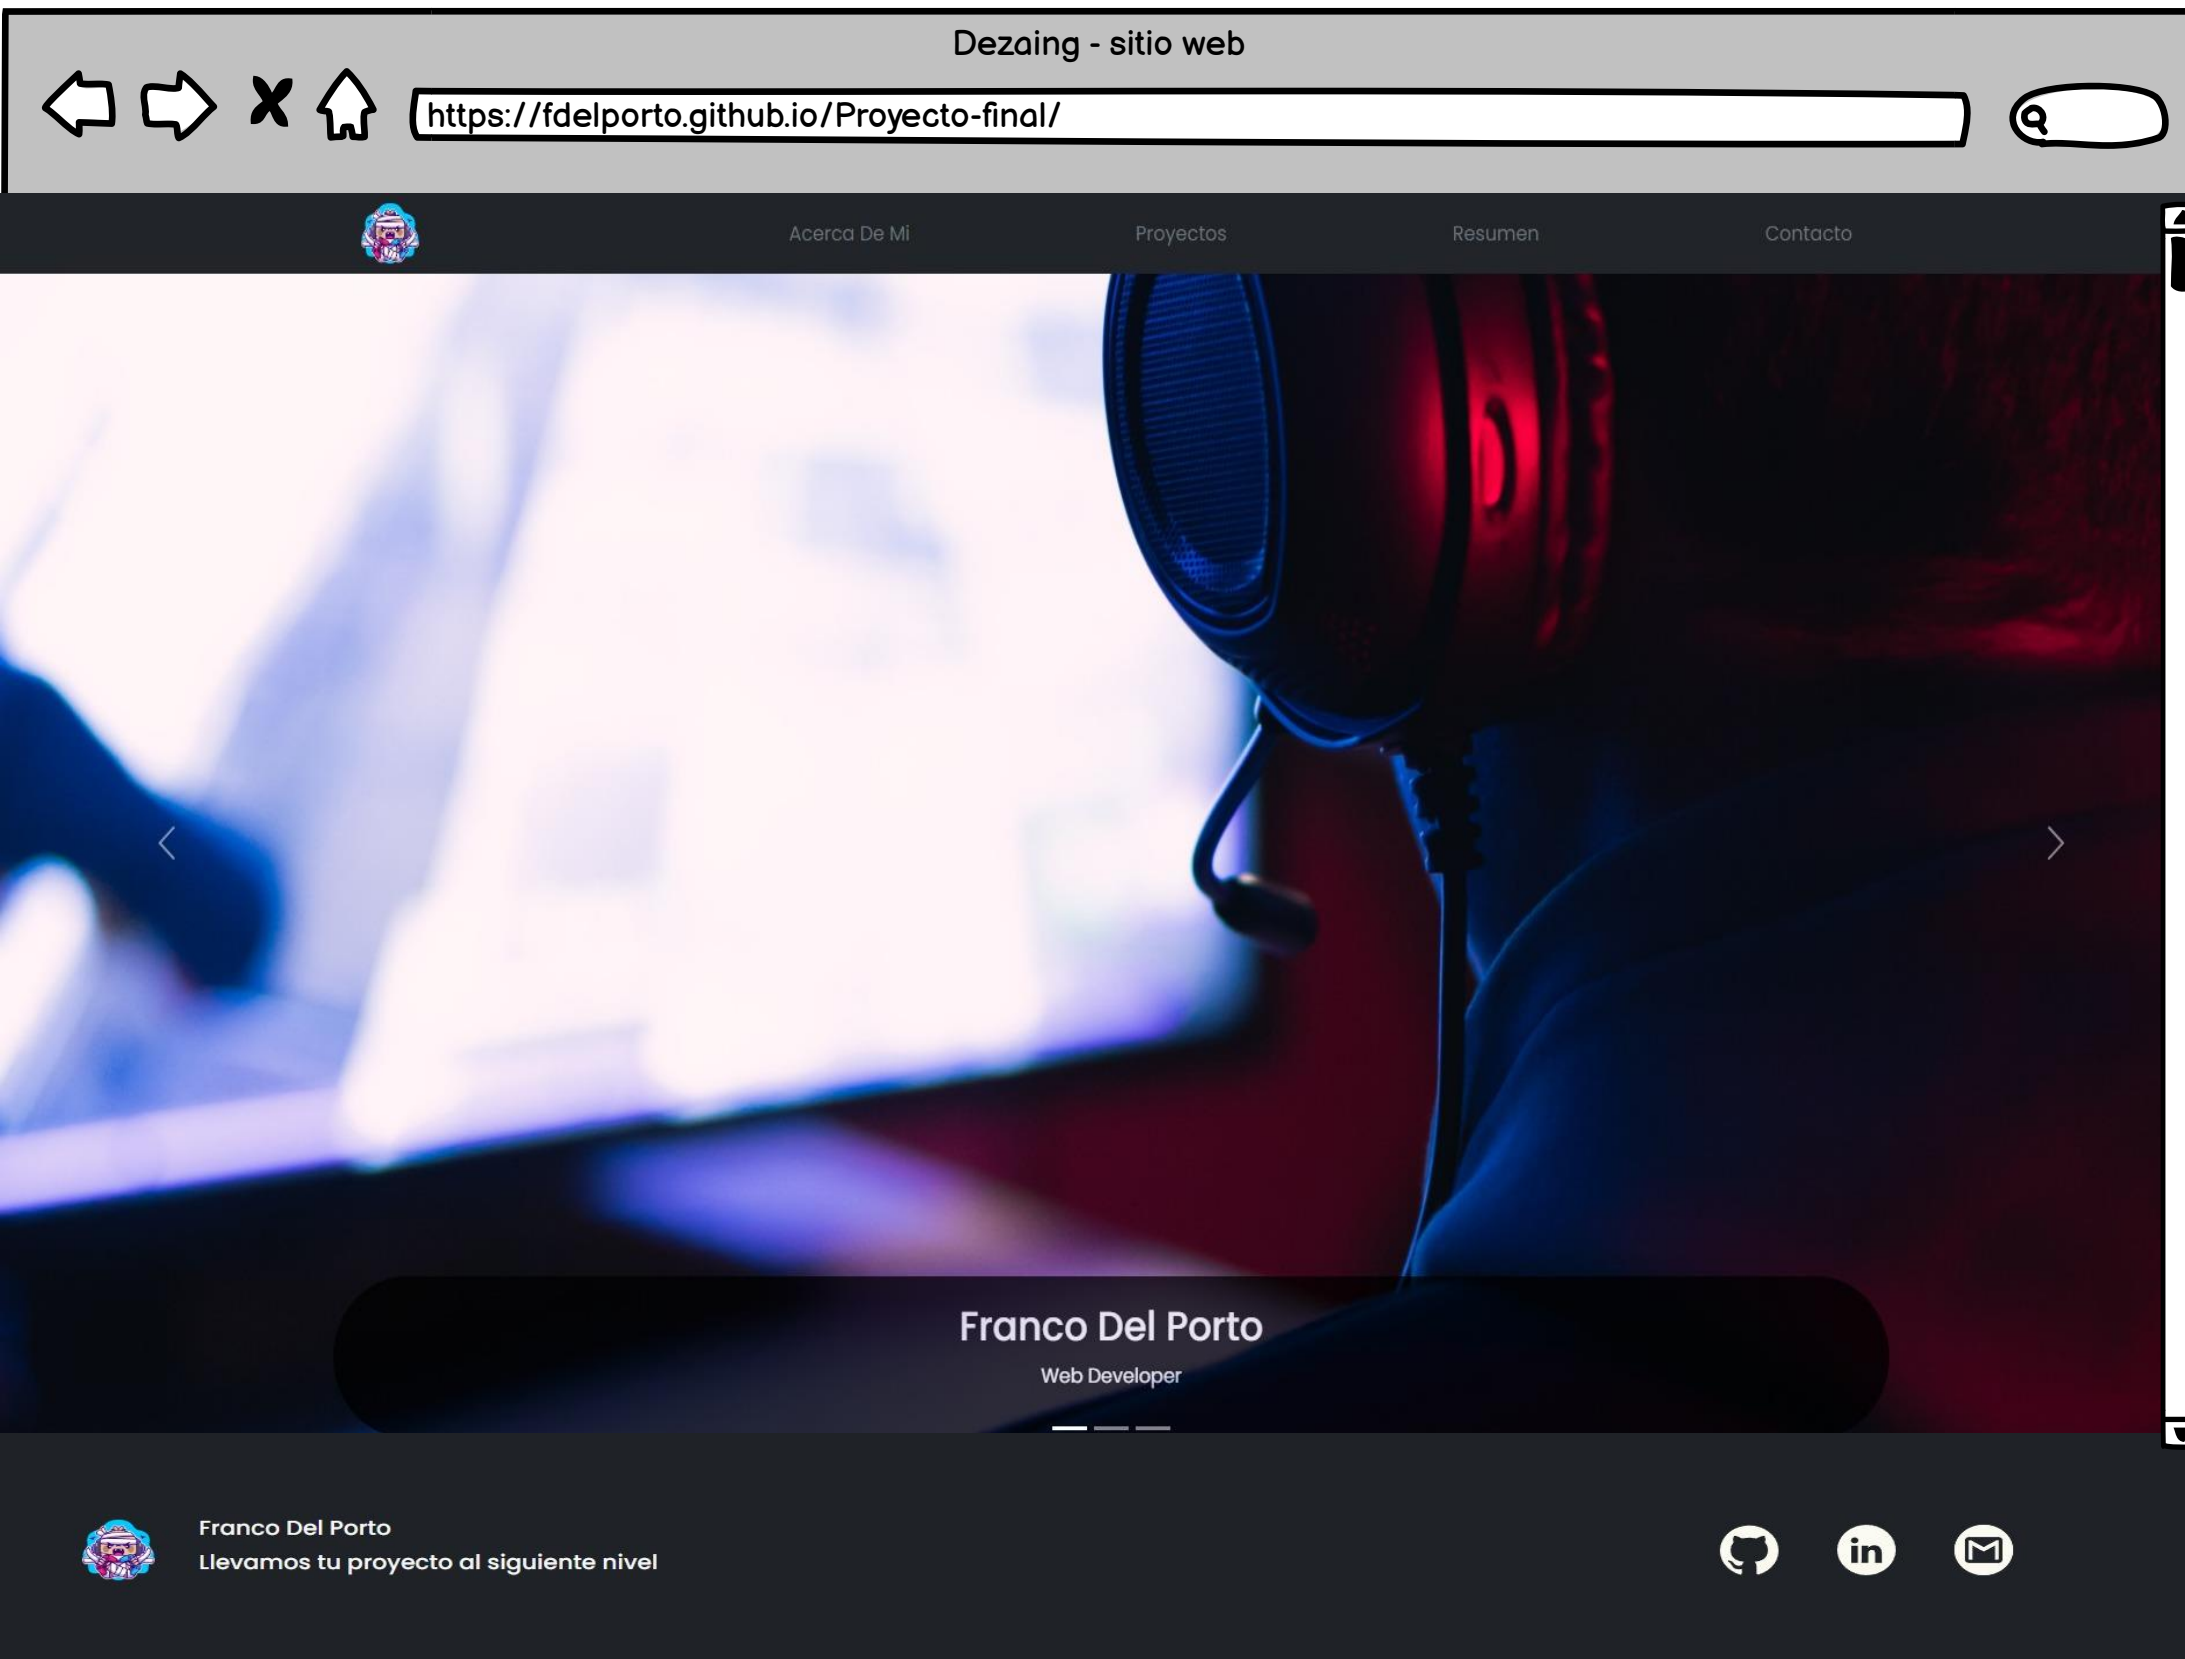 Dezaing - sitio web
https://fdelporto.github.io/Proyecto-final/
Acerca De Mi
Proyectos
Resumen
Contacto
Franco Del Porto
Web Developer
Franco Del Porto
Llevamos tu proyecto al siguiente nivel
in